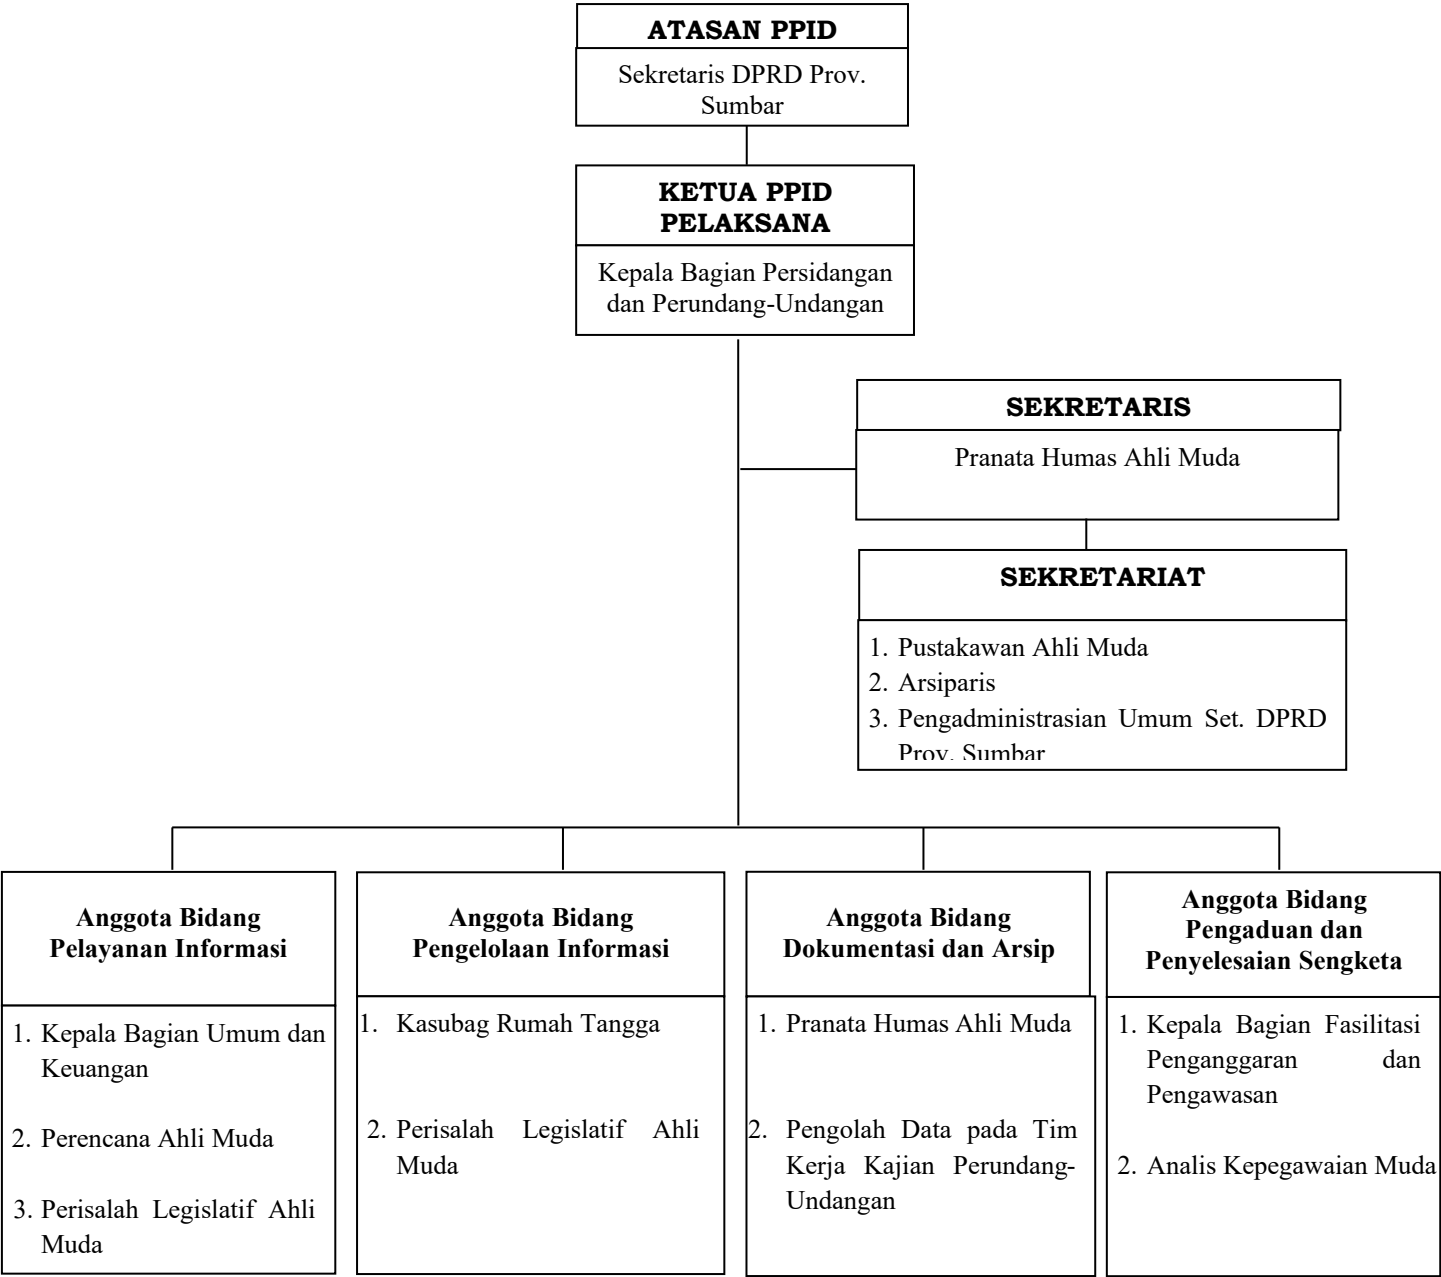 ATASAN PPID
Sekretaris DPRD Prov.
Sumbar
KETUA PPID
PELAKSANA
Kepala Bagian Persidangan
dan Perundang-Undangan
SEKRETARIS
Pranata Humas Ahli Muda
SEKRETARIAT
1. Pustakawan Ahli Muda
2. Arsiparis
3. Pengadministrasian Umum Set. DPRD
Prov. Sumbar
Anggota Bidang
Pelayanan Informasi
1. Kepala Bagian Umum dan
Keuangan
2. Perencana Ahli Muda
3. Perisalah Legislatif Ahli
Muda
Anggota Bidang
Pengelolaan Informasi
1. Kasubag Rumah Tangga
2. Perisalah Legislatif Ahli
Muda
Anggota Bidang
Dokumentasi dan Arsip
1. Pranata Humas Ahli Muda
2. Pengolah Data pada Tim
Kerja Kajian Perundang-
Undangan
Anggota Bidang
Pengaduan dan
Penyelesaian Sengketa
1. Kepala Bagian Fasilitasi
Penganggaran dan
Pengawasan
2. Analis Kepegawaian Muda